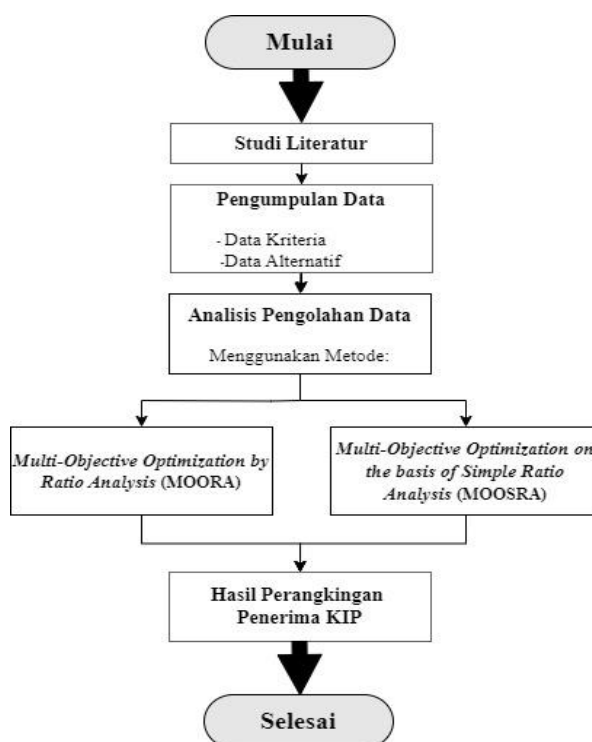 Mulai
Studi Literatur
Pengumpulan Data
- Data Kriteria
-Data Alternatif
Analisis Pengolahan Data
Menggunakan Metode:
Multi-Objective Optimization by
Ratio Analysis (MOORA)
Multi-Objective Optimization on
the basis of Simple Ratio
Analysis (MOOSRA)
Hasil Perangkingan
Penerima KIP
Selesai